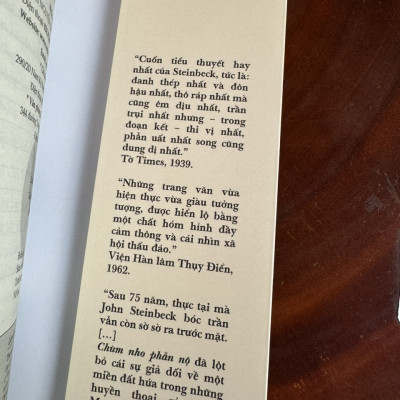 290/20 Nam
344 đường
“Cuốn tiểu thuyết hay
nhất của Steinbeck, tức là:
đanh thép nhất và đôn
hậu nhất, thô ráp nhất mà
cũng êm dịu nhất, trần
trụi nhất nhưng – trong
đoạn kết – thi vị nhất,
phẫn uất nhất song cũng
dung dị nhất.”
Tờ Times, 1939.
“Những trang văn vừa
hiện thực vừa giàu tưởng
tượng, được hiển lộ bằng
một chất hóm hỉnh đầy
cảm thông và cái nhìn xã
hội thấu đáo.”
Viện Hàn lâm Thụy Điển,
1962.
“Sau 75 năm, thực tại mà
John Steinbeck bóc trần
vẫn còn sờ sờ ra trước mặt.
[...]
Chùm nho phẫn nộ đã lột
bỏ cái sự giả dối về một
miền đất hứa trong những
huyền thoại